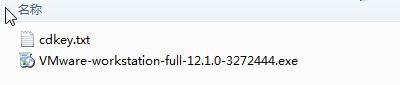 名称
cdkey.txt
VMware-workstation-full-12.1.0-3272444.exe